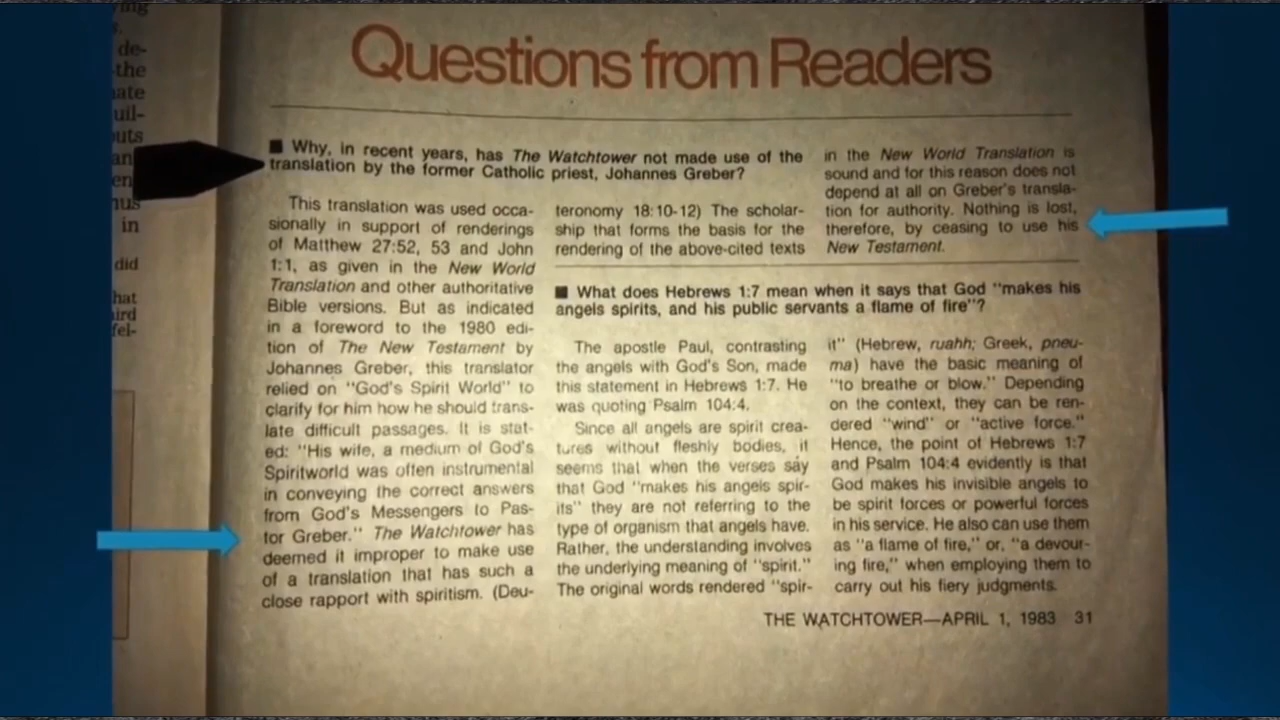 de-
the
uil-
in
did
hat
fel-
Questions from Readers
■ Why, in recent years, has The Watchtower not made use of the
translation by the former Catholic priest, Johannes Greber?
This translation was used occa-
sionally in support of renderings
of Matthew 27:52, 53 and John
1:1, as given in the New World
Translation and other authoritative
Bible versions. But as indicated
in a foreword to the 1980 edi-
tion of The New Testament by
Johannes Greber, this translator
relied on "God's Spirit World" to
clarify for him how he should trans-
late difficult passages. It is stat-
ed: "His wife, a medium of God's
Spiritworld was often instrumental
in conveying the correct answers
from God's Messengers to Pas-
tor Greber." The Watchtower has
deemed it improper to make use
of a translation that has such a
close rapport with spiritism. (Deu-
teronomy 18:10-12) The scholar-
ship that forms the basis for the
rendering of the above-cited texts
in the New World Translation is
sound and for this reason does not
depend at all on Greber's transla-
tion for authority. Nothing is lost,
therefore, by ceasing to use his
New Testament.
■ What does Hebrews 1:7 mean when it says that God "makes his
angels spirits, and his public servants a flame of fire"?
The apostle Paul, contrasting
the angels with God's Son, made
this statement in Hebrews 1:7. He
was quoting Psalm 104:4.
Since all angels are spirit crea-
tures without fleshly bodies, it
seems that when the verses say
that God "makes his angels spir-
its" they are not referring to the
type of organism that angels have.
Rather, the understanding involves
the underlying meaning of "spirit."
The original words rendered "spir-
it" (Hebrew, ruahh; Greek, pneu-
ma) have the basic meaning of
"to breathe or blow." Depending
on the context, they can be ren-
dered "wind" or "active force."
Hence, the point of Hebrews 1:7
and Psalm 104:4 evidently is that
God makes his invisible angels to
be spirit forces or powerful forces
in his service. He also can use them
as "a flame of fire," or, "a devour-
ing fire," when employing them to
carry out his fiery judgments.
THE WATCHTOWER—APRIL 1, 1983 31